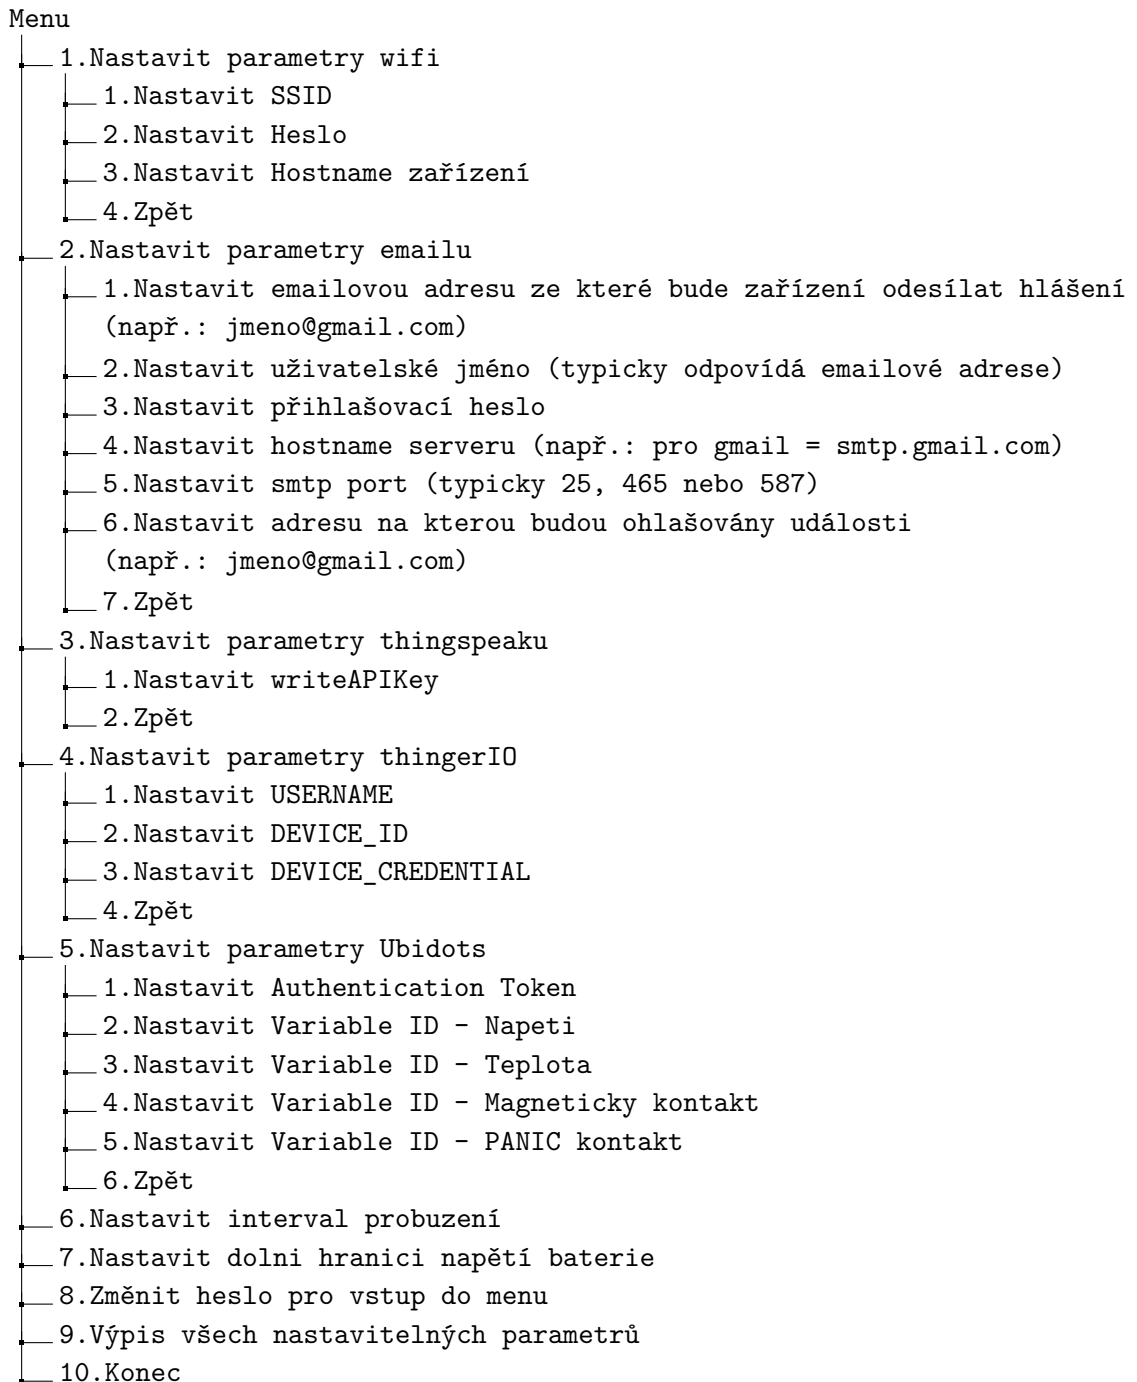 Menu
1.Nastavit parametry wifi
1.Nastavit SSID
2.Nastavit Heslo
3.Nastavit Hostname zařízení
4.Zpět
2.Nastavit parametry emailu
1.Nastavit emailovou adresu ze které bude zařízení odesílat hlášení
(např.: jmeno@gmail.com)
2.Nastavit uživatelské jméno (typicky odpovídá emailové adrese)
3.Nastavit přihlašovací heslo
4.Nastavit hostname serveru (např.: pro gmail = smtp.gmail.com)
5.Nastavit smtp port (typicky 25, 465 nebo 587)
6.Nastavit adresu na kterou budou ohlašovány události
(např.: jmeno@gmail.com)
7.Zpět
3.Nastavit parametry thingspeaku
1.Nastavit writeAPIKey
2.Zpět
4.Nastavit parametry thingerIO
1.Nastavit USERNAME
2.Nastavit DEVICE_ID
3.Nastavit DEVICE_CREDENTIAL
4.Zpět
5.Nastavit parametry Ubidots
1.Nastavit Authentication Token
2.Nastavit Variable ID - Napeti
3.Nastavit Variable ID - Teplota
4.Nastavit Variable ID - Magneticky kontakt
5.Nastavit Variable ID - PANIC kontakt
6.Zpět
6.Nastavit interval probuzení
7.Nastavit dolni hranici napětí baterie
8.Změnit heslo pro vstup do menu
9.Výpis všech nastavitelných parametrů
10.Konec